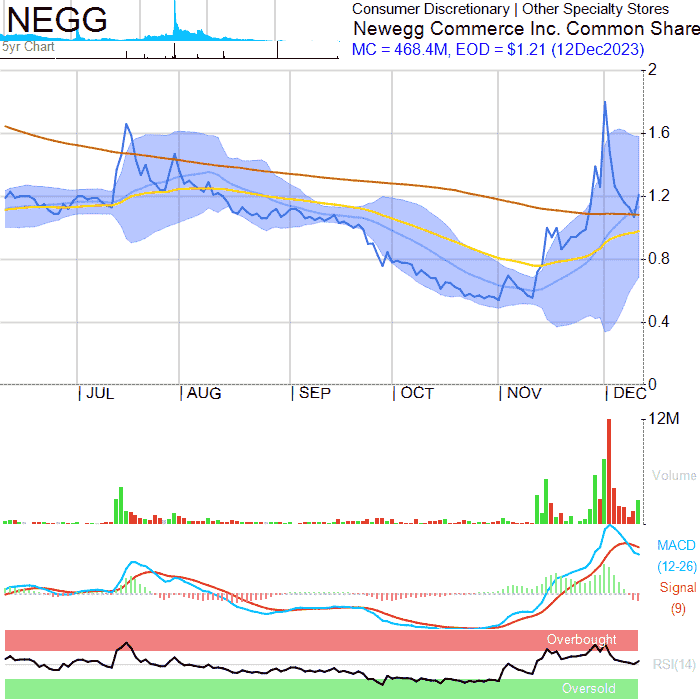 NEGG
5yr Chart
Consumer Discretionary | Other Specialty Stores
Newegg Commerce Inc. Common Share
MC = 468.4M, EOD = $1.21 (12Dec2023)
2
1.6
1.2
0.8
0.4
0
JUL AUG SEP OCT NOV DEC
12M
Volume
MACD
(12-26)
Signal
(9)
Overbought
RSI(14)
Oversold